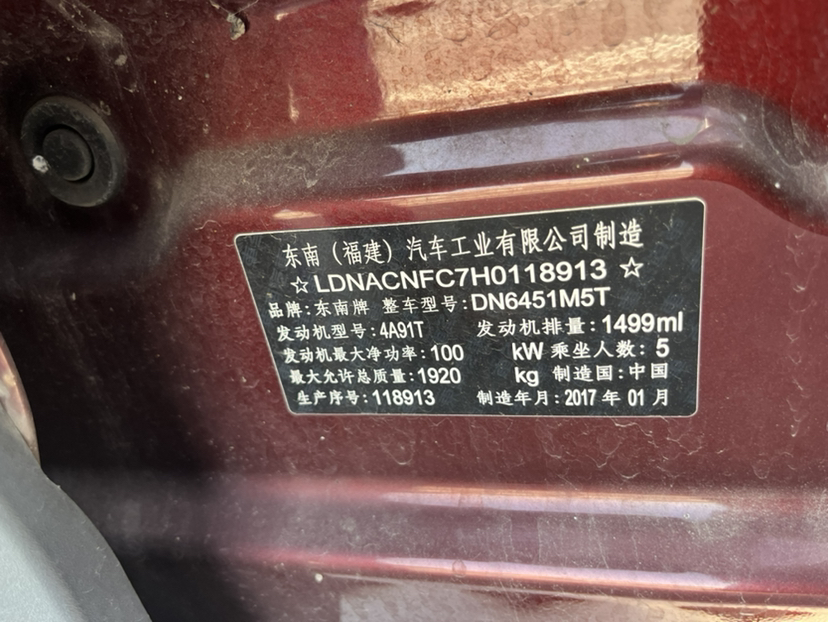 东南（福建）汽车工业有限公司制造
☆LDNACNFC7H0118913☆
品牌:东南牌 整车型号:DN6451M5T
发动机型号:4A91T 发动机排量:1499ml
发动机最大净功率:100 kW 乘坐人数:5
最大允许总质量:1920 kg 制造国:中国
生产序号:118913 制造年月:2017年01月